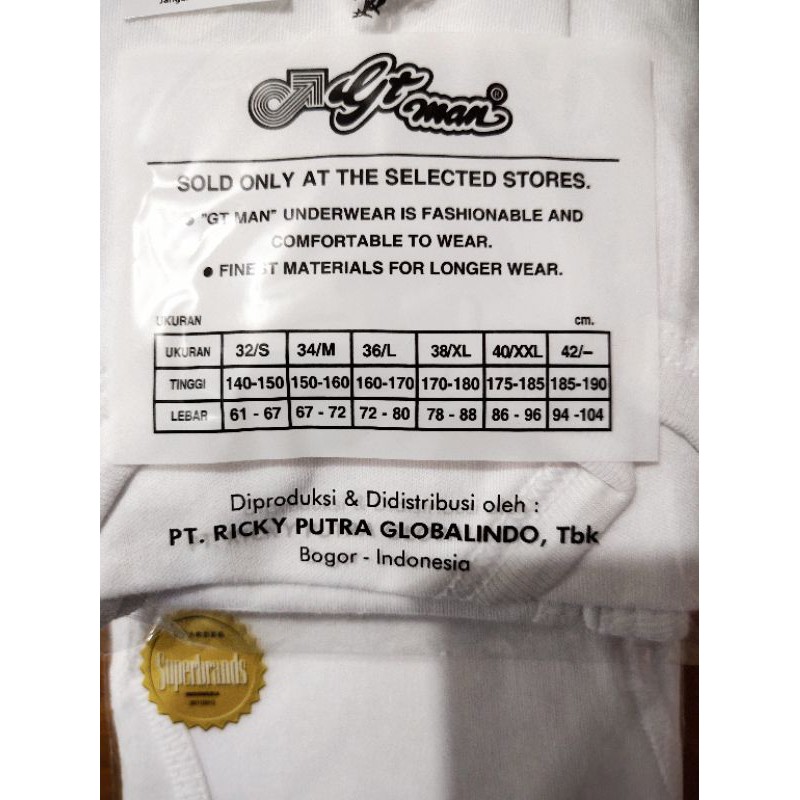 Gt man ®
SOLD ONLY AT THE SELECTED STORES.
● "GT MAN" UNDERWEAR IS FASHIONABLE AND
COMFORTABLE TO WEAR.
● FINEST MATERIALS FOR LONGER WEAR.
UKURAN cm.
UKURAN 32/S 34/M 36/L 38/XL 40/XXL 42/–
TINGGI 140-150 150-160 160-170 170-180 175-185 185-190
LEBAR 61 - 67 67 - 72 72 - 80 78 - 88 86 - 96 94 -104
Diproduksi & Didistribusi oleh :
PT. RICKY PUTRA GLOBALINDO, Tbk
Bogor - Indonesia
Superbrands
INDONESIA